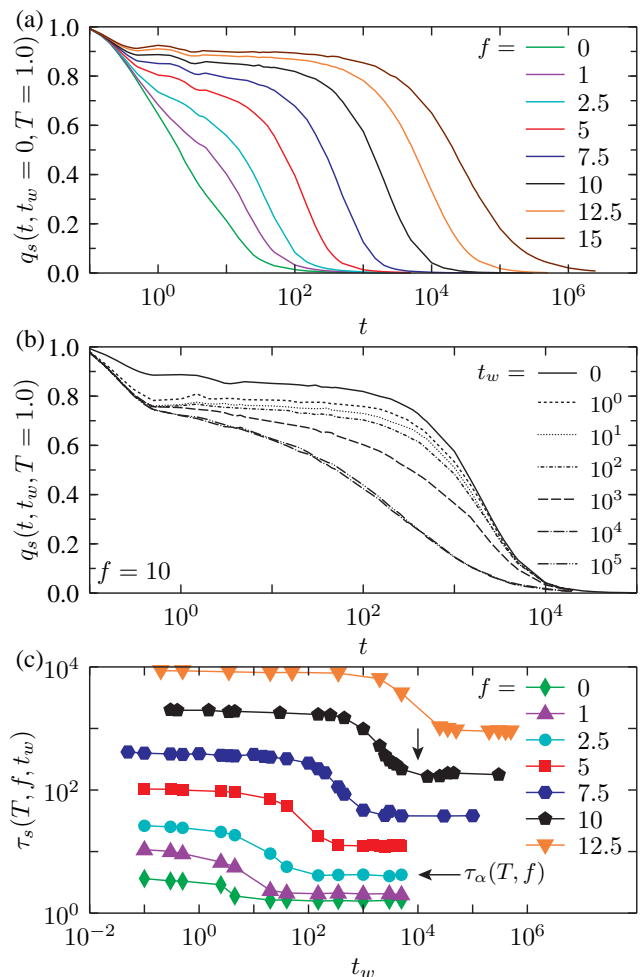 (a)
f = 0
1
2.5
5
7.5
10
12.5
15
q_s(t, t_w = 0, T = 1.0)
1.0
0.8
0.6
0.4
0.2
0.0
10^0 10^2 10^4 10^6
t
(b)
t_w = 0
10^0
10^1
10^2
10^3
10^4
10^5
q_s(t, t_w, T = 1.0)
1.0
0.8
0.6
0.4
0.2
0.0
f = 10
10^0 10^2 10^4
t
(c)
f = 0
1
2.5
5
7.5
10
12.5
τ_s(T, f, t_w)
10^4
10^2
10^0
τ_α(T, f)
10^−2 10^0 10^2 10^4 10^6
t_w